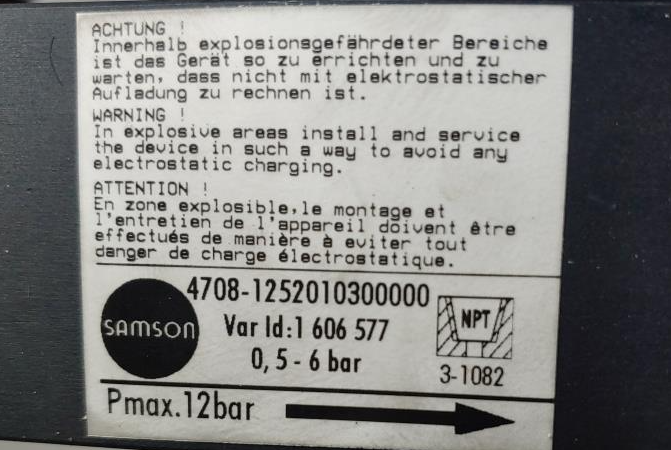 ACHTUNG !
Innerhalb explosionsgefährdeter Bereiche
ist das Gerät so zu errichten und zu
warten, dass nicht mit elektrostatischer
Aufladung zu rechnen ist.
WARNING !
In explosive areas install and service
the device in such a way to avoid any
electrostatic charging.
ATTENTION !
En zone explosible,le montage et
l'entretien de l'appareil doivent être
effectués de manière à eviter tout
danger de charge électrostatique.
4708-1252010300000
SAMSON
Var Id:1 606 577
NPT
0, 5 - 6 bar
3-1082
Pmax.12bar